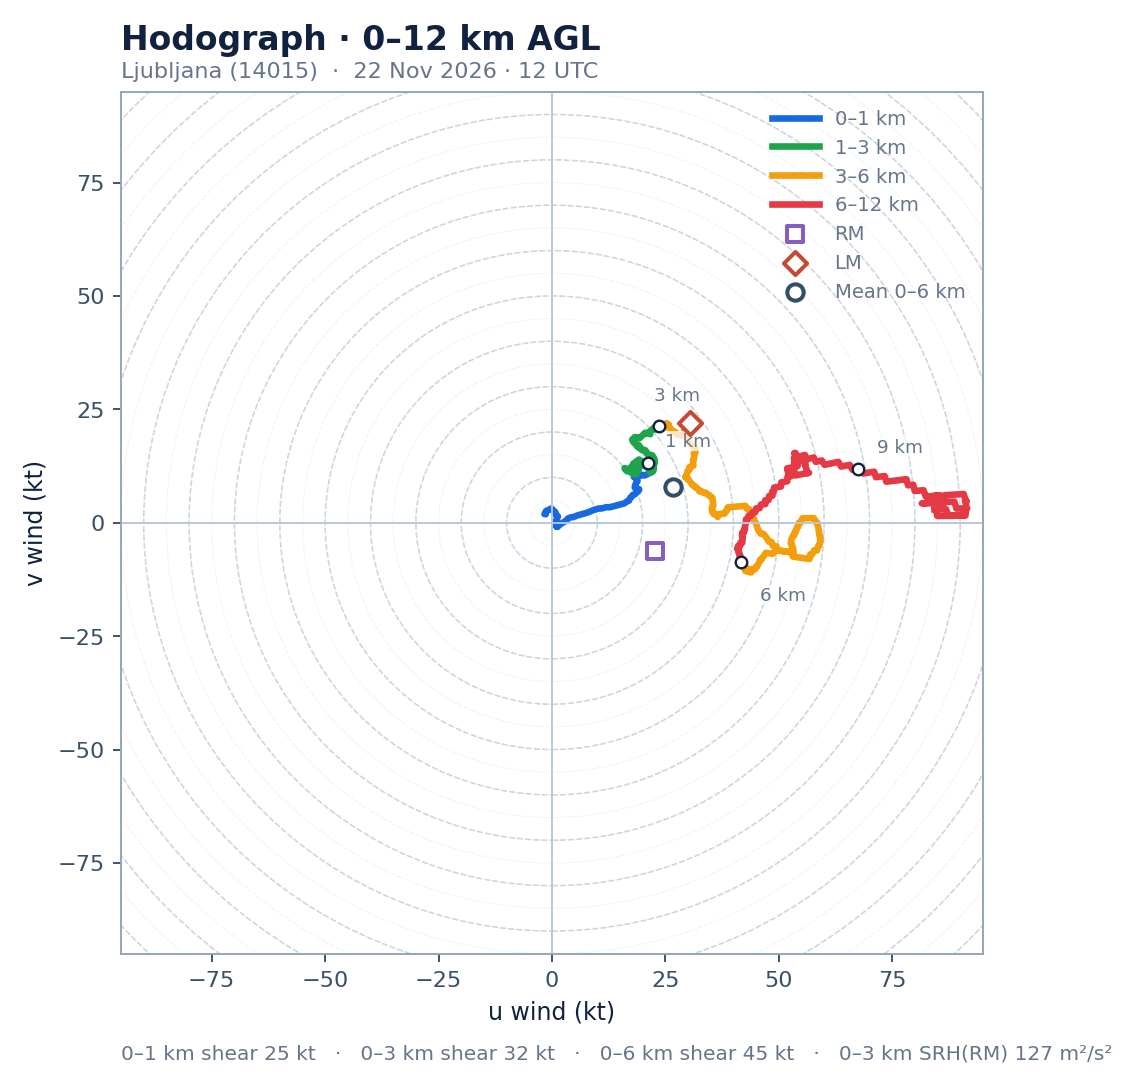 Hodograph · 0–12 km AGL
Ljubljana (14015) · 22 Nov 2026 · 12 UTC
0–1 km
1–3 km
3–6 km
6–12 km
RM
LM
Mean 0–6 km
75
50
25
0
−25
−50
−75
v wind (kt)
3 km
1 km
9 km
6 km
−75
−50
−25
0
25
50
75
u wind (kt)
0–1 km shear 25 kt · 0–3 km shear 32 kt · 0–6 km shear 45 kt · 0–3 km SRH(RM) 127 m²/s²